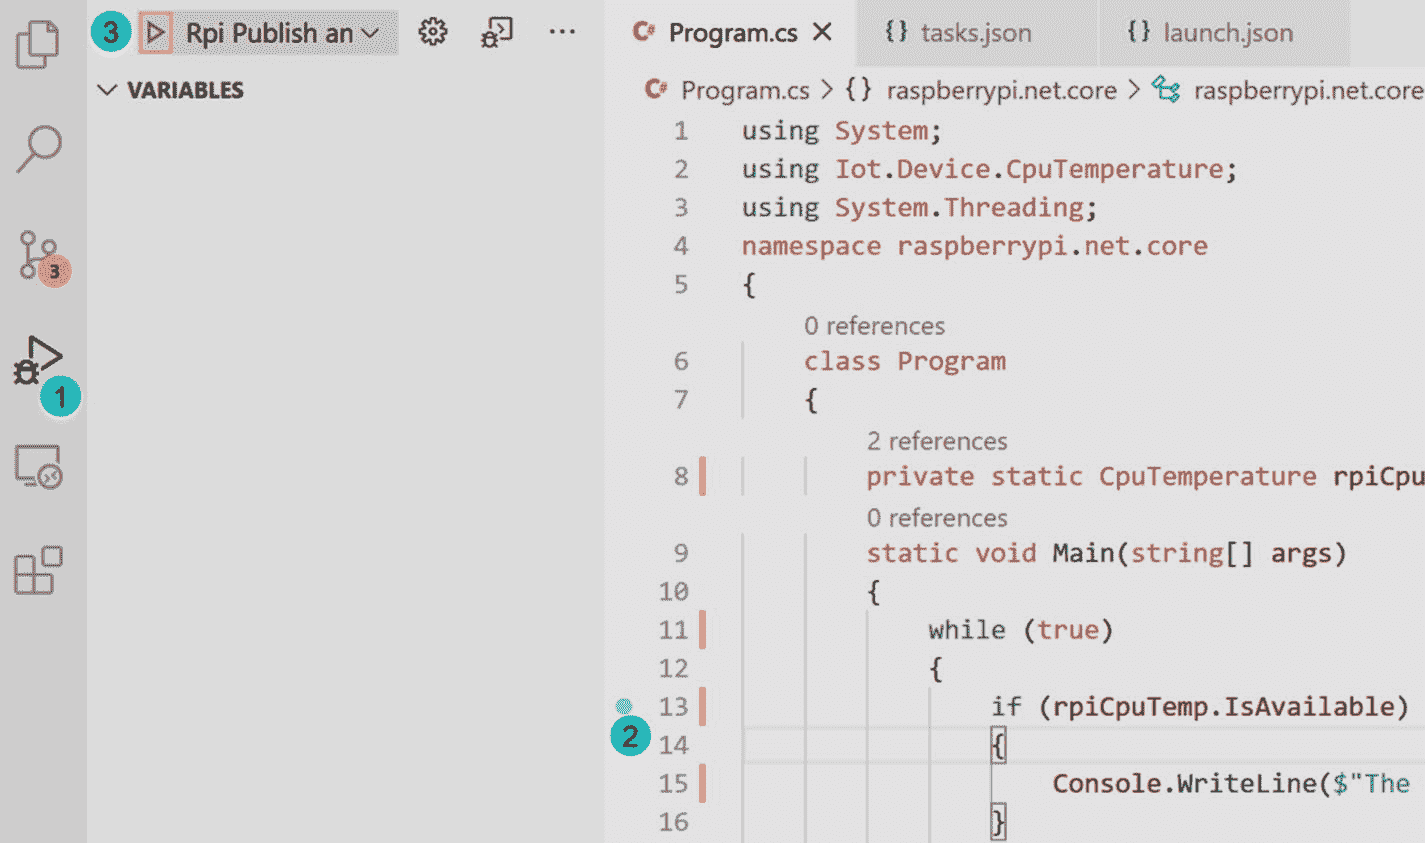 3 Rpi Publish an
Program.cs
{} tasks.json
{} launch.json
VARIABLES
Program.cs > {} raspberrypi.net.core > raspberrypi.net.core
1 using System;
2 using Iot.Device.CpuTemperature;
3 using System.Threading;
4 namespace raspberrypi.net.core
5 {
0 references
6 class Program
7 {
2 references
8 private static CpuTemperature rpiCpu
0 references
9 static void Main(string[] args)
10 {
11 while (true)
12 {
13 if (rpiCpuTemp.IsAvailable)
14 {
15 Console.WriteLine($"The
16 }
3
1
2